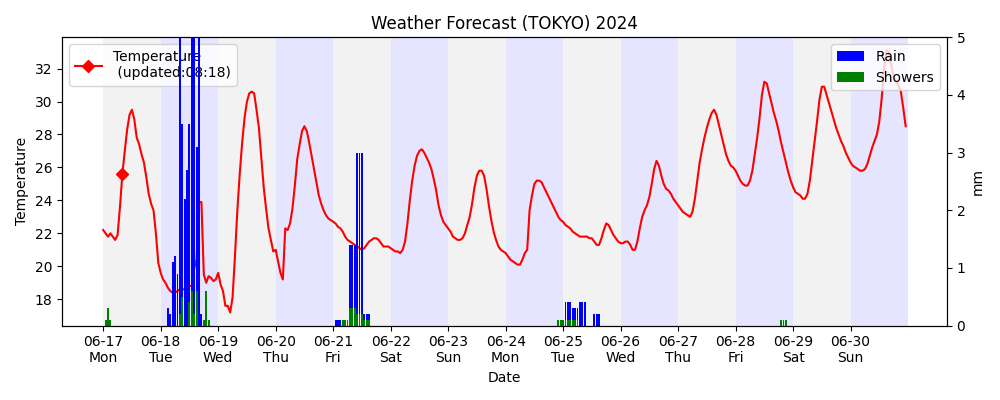 Weather Forecast (TOKYO) 2024
Temperature
(updated:08:18)
Rain
Showers
Temperature
32
30
28
26
24
22
20
18
5
4
3
2
1
0
mm
06-17 06-18 06-19 06-20 06-21 06-22 06-23 06-24 06-25 06-26 06-27 06-28 06-29 06-30
Mon Tue Wed Thu Fri Sat Sun Mon Tue Wed Thu Fri Sat Sun
Date